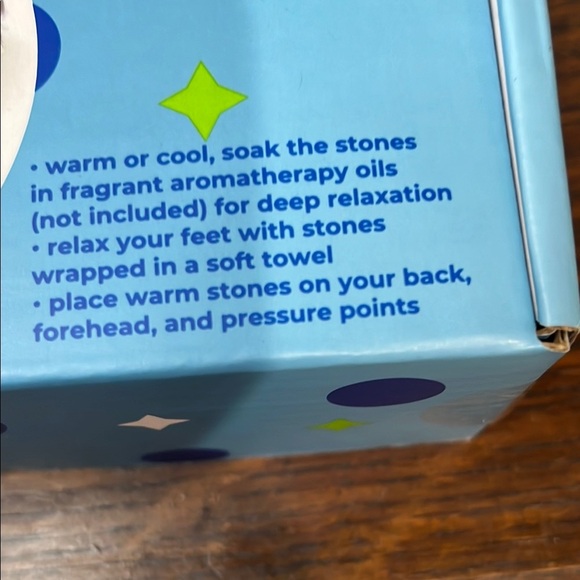 • warm or cool, soak the stones
in fragrant aromatherapy oils
(not included) for deep relaxation
• relax your feet with stones
wrapped in a soft towel
• place warm stones on your back,
forehead, and pressure points